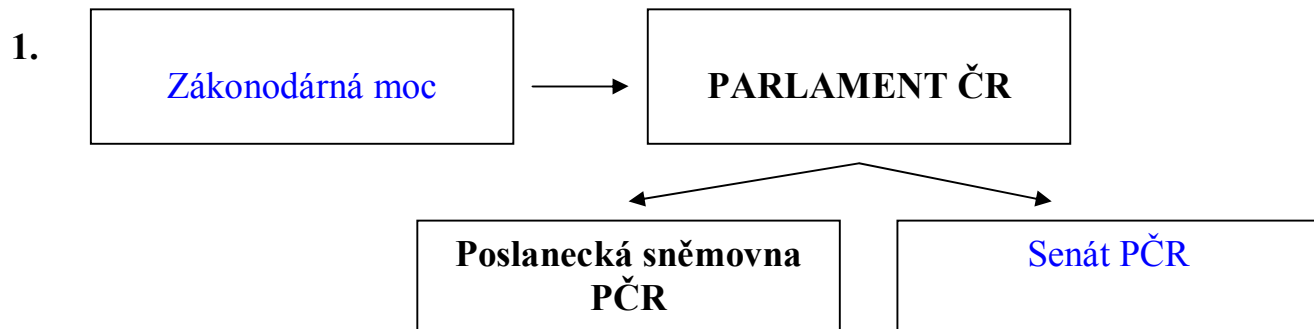 1.
Zákonodárná moc
PARLAMENT ČR
Poslanecká sněmovna
PČR
Senát PČR